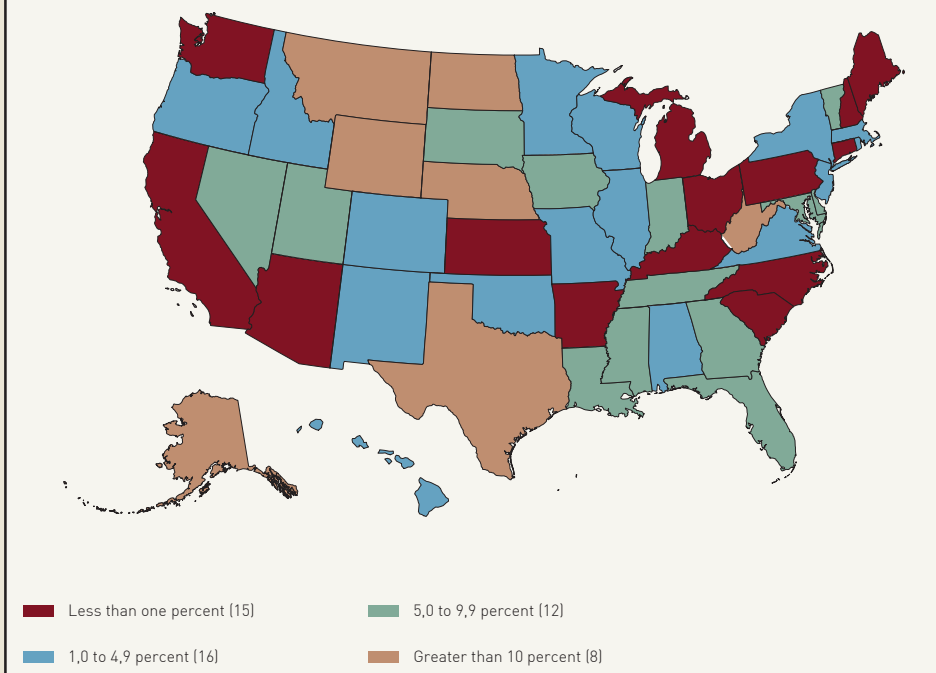 Less than one percent (15)
5,0 to 9,9 percent (12)
1,0 to 4,9 percent (16)
Greater than 10 percent (8)